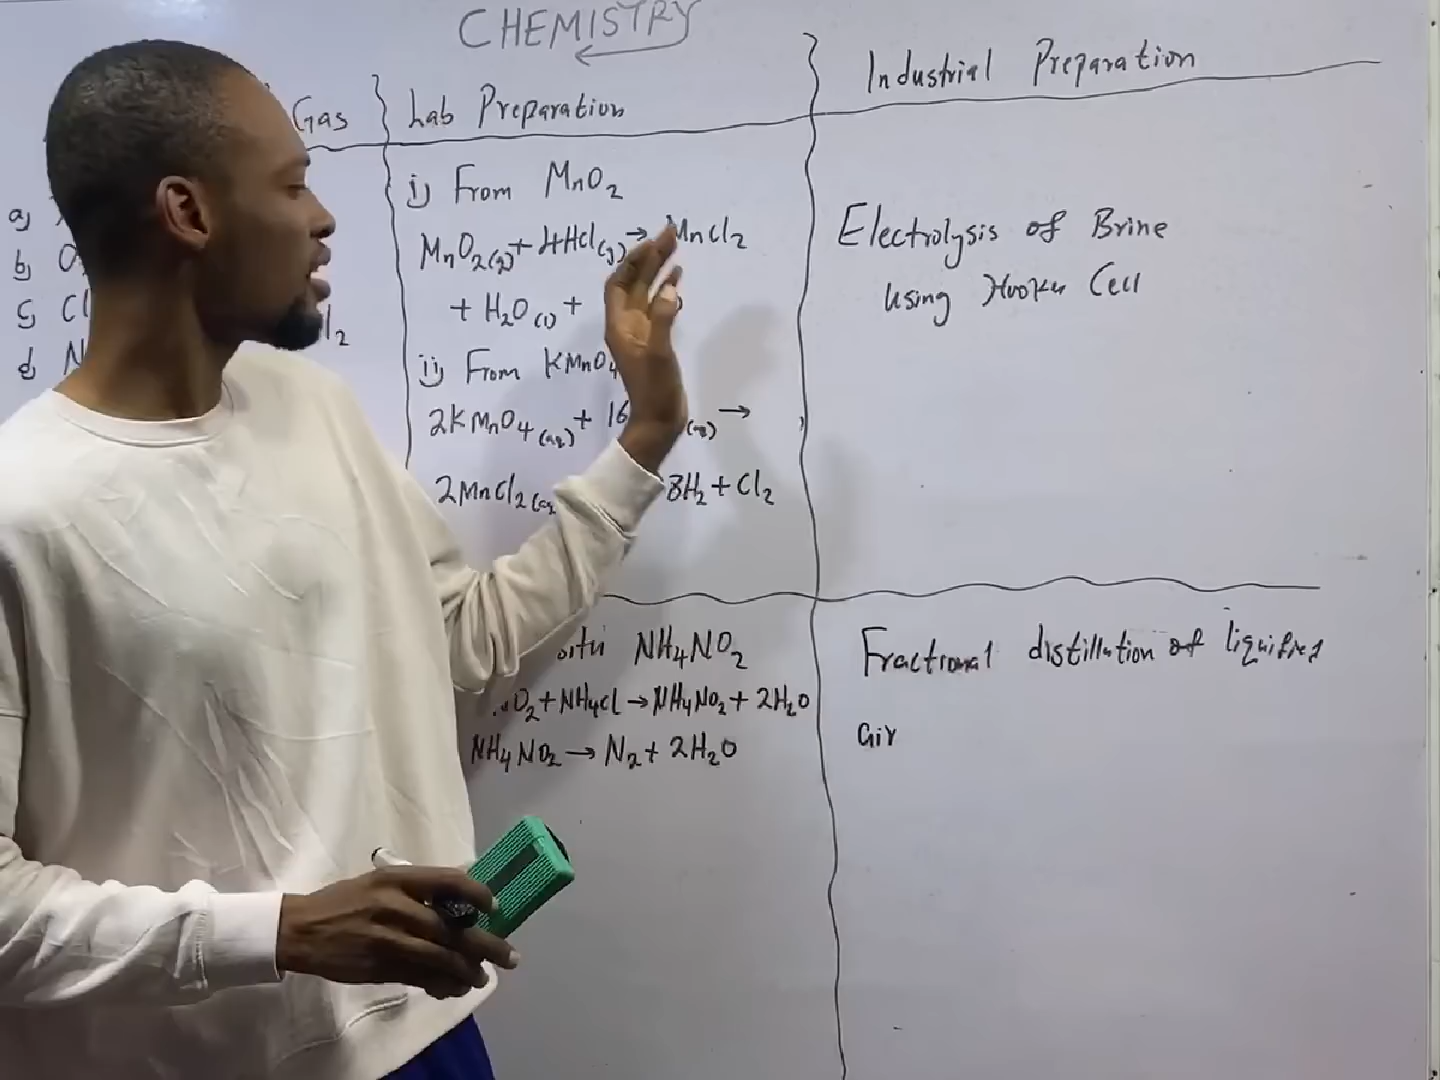 CHEMISTRY
Gas
Lab Preparation
Industrial Preparation
a)
b)
c) Cl
d) N
l2
i) From MnO2
MnO2(g) + 4HCl(g) → MnCl2
+ H2O(l) +
ii) From KMnO4
2KMnO4(aq) + 16 (aq) →
2MnCl2(aq 8H2 + Cl2
Electrolysis of Brine
using Hooker Cell
NH4NO2
O2 + NH4Cl → NH4NO2 + 2H2O
NH4NO2 → N2 + 2H2O
Fractional distillation of liquified
air